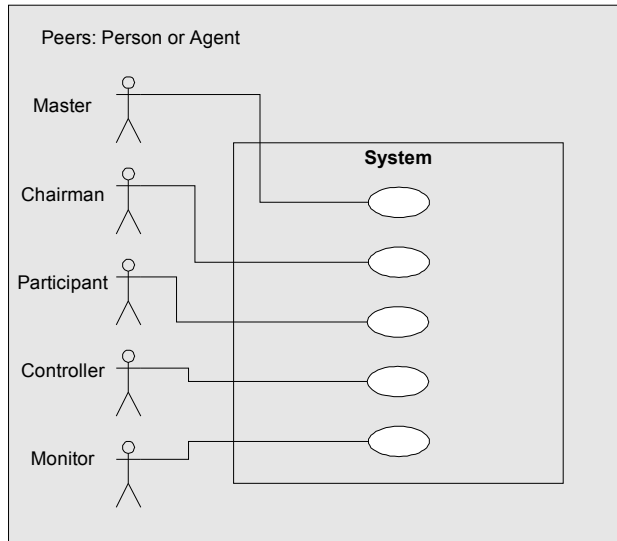 Peers: Person or Agent
Master
System
Chairman
Participant
Controller
Monitor